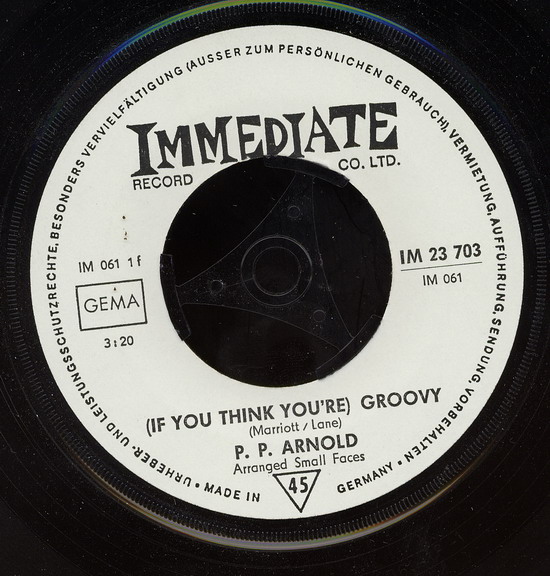 URHEBER- UND LEISTUNGSSCHUTZRECHTE, BESONDERS VERVIELFÄLTIGUNG (AUSSER ZUM PERSÖNLICHEN GEBRAUCH), VERMIETUNG, AUFFÜHRUNG, SENDUNG, VORBEHALTEN •
IMMEDIATE
RECORD CO. LTD.
IM 061 1f
GEMA
3:20
IM 23 703
IM 061
(IF YOU THINK YOU'RE) GROOVY
(Marriott / Lane)
P. P. ARNOLD
Arranged Small Faces
45
• MADE IN GERMANY •